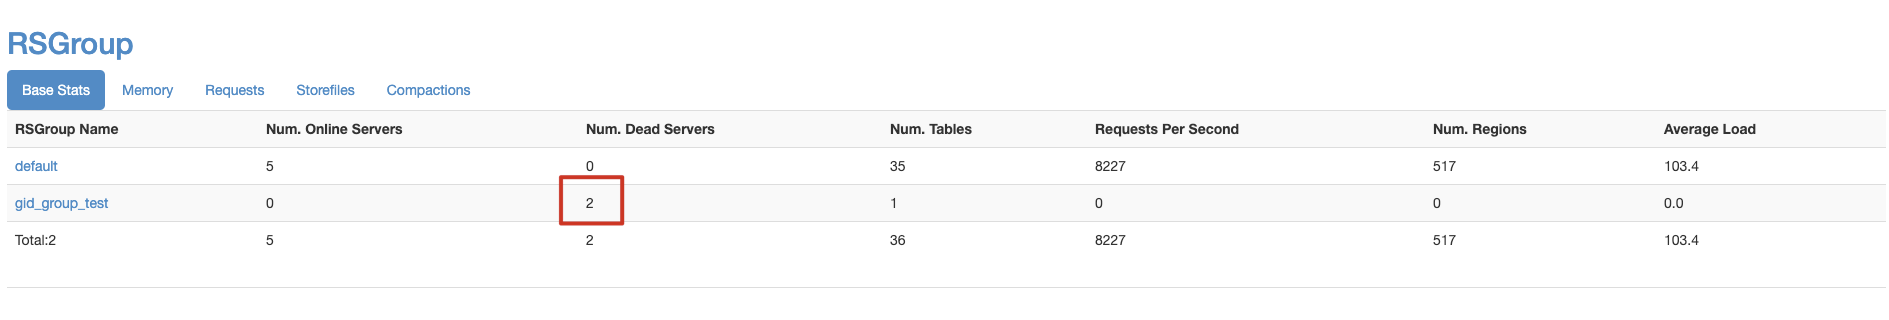 RSGroup
Base Stats Memory Requests Storefiles Compactions
RSGroup Name Num. Online Servers Num. Dead Servers Num. Tables Requests Per Second Num. Regions Average Load
default 5 0 35 8227 517 103.4
gid_group_test 0 2 1 0 0 0.0
Total:2 5 2 36 8227 517 103.4